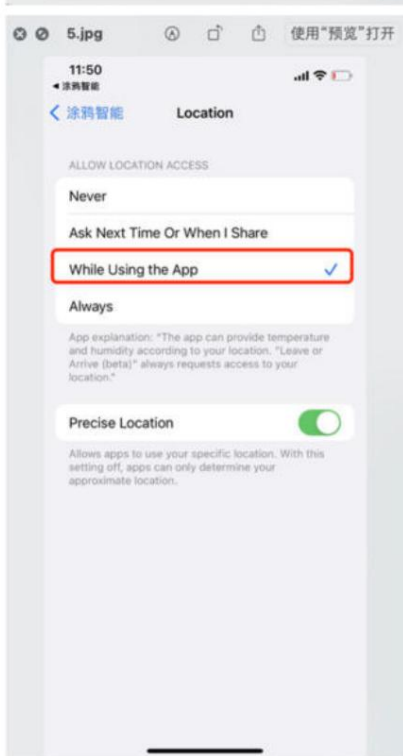 5.jpg
使用“预览”打开
11:50
◀ 涂鸦智能
涂鸦智能
Location
ALLOW LOCATION ACCESS
Never
Ask Next Time Or When I Share
While Using the App
Always
App explanation: "The app can provide temperature
and humidity according to your location. "Leave or
Arrive (beta)" always requests access to your
location."
Precise Location
Allows apps to use your specific location. With this
setting off, apps can only determine your
approximate location.